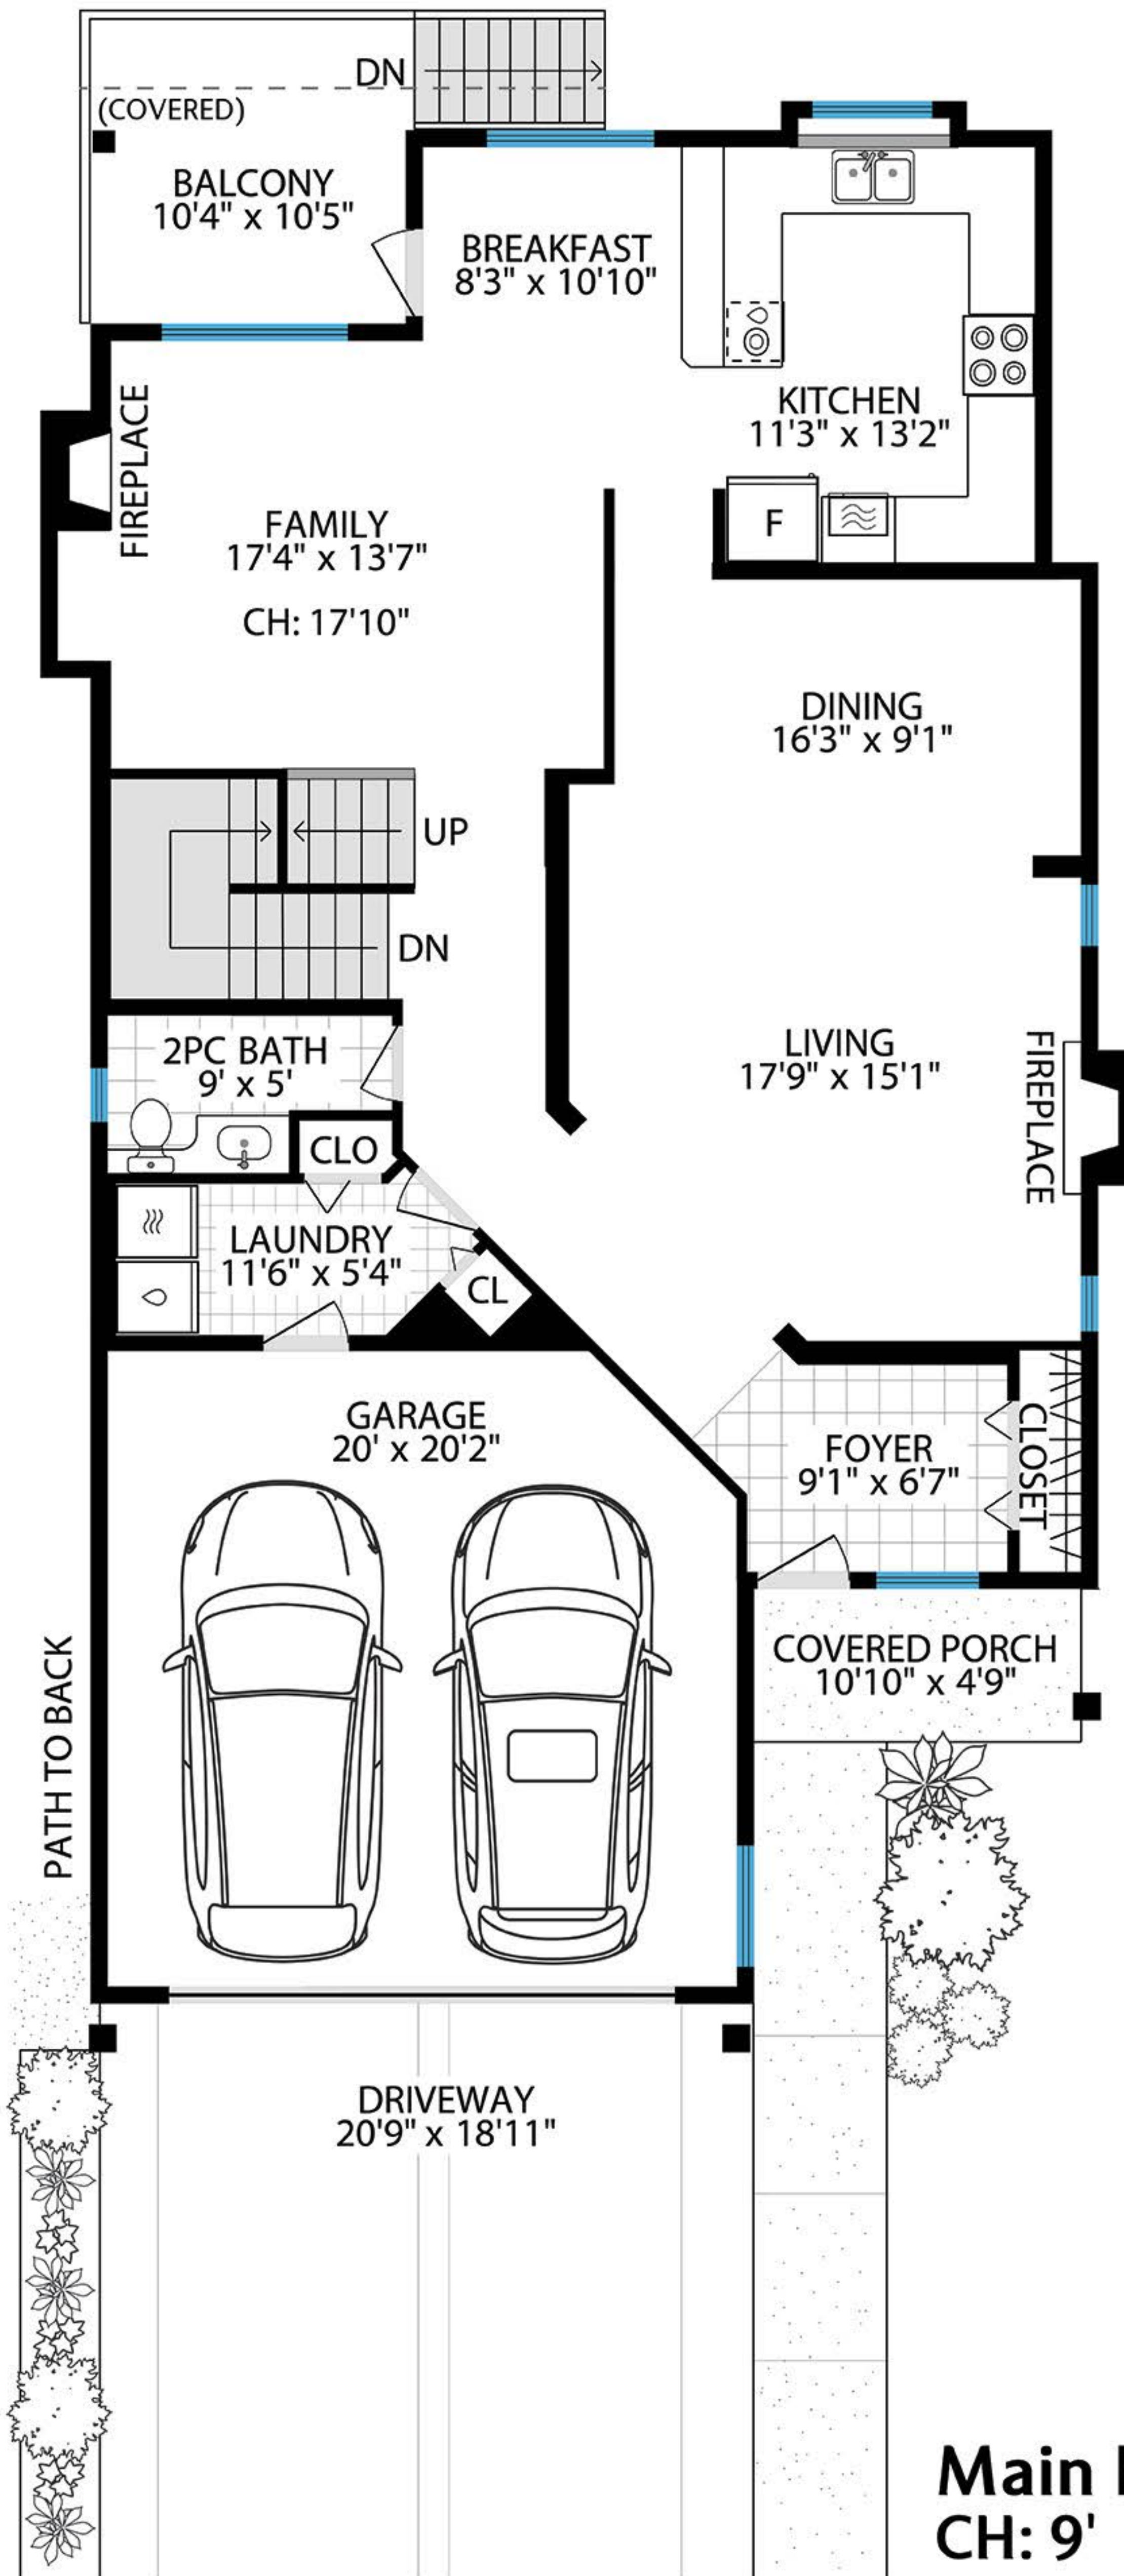 DN
(COVERED)
BALCONY
10'4" x 10'5"
BREAKFAST
8'3" x 10'10"
KITCHEN
11'3" x 13'2"
FIREPLACE
F
FAMILY
17'4" x 13'7"
CH: 17'10"
DINING
16'3" x 9'1"
UP
DN
2PC BATH
9' x 5'
LIVING
17'9" x 15'1"
FIREPLACE
CLO
LAUNDRY
11'6" x 5'4"
CL
GARAGE
20' x 20'2"
FOYER
9'1" x 6'7"
CLOSET
COVERED PORCH
10'10" x 4'9"
PATH TO BACK
DRIVEWAY
20'9" x 18'11"
Main
CH: 9'